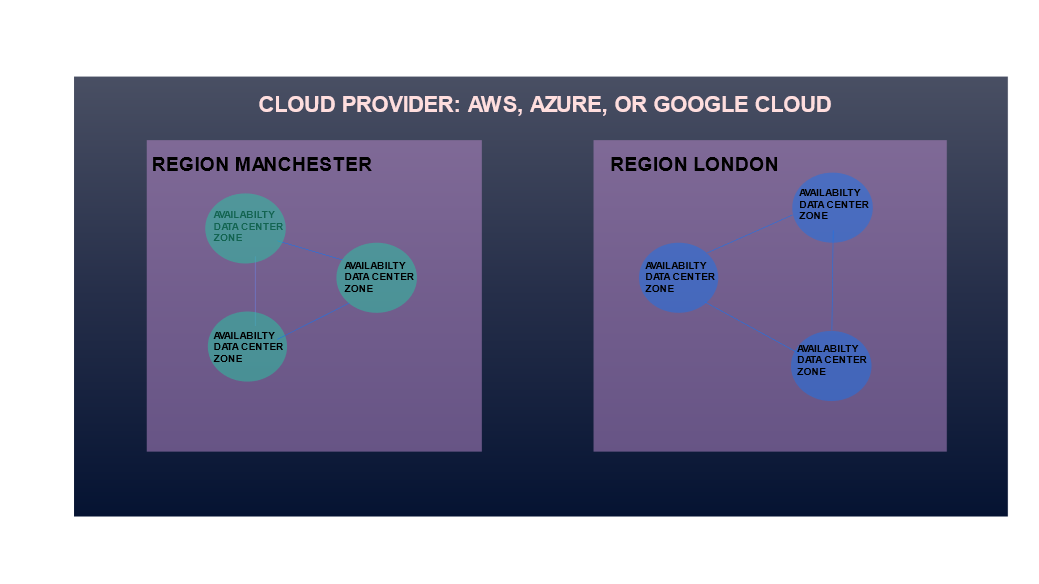 CLOUD PROVIDER: AWS, AZURE, OR GOOGLE CLOUD
REGION MANCHESTER
AVAILABILTY
DATA CENTER
ZONE
AVAILABILTY
DATA CENTER
ZONE
AVAILABILTY
DATA CENTER
ZONE
REGION LONDON
AVAILABILTY
DATA CENTER
ZONE
AVAILABILTY
DATA CENTER
ZONE
AVAILABILTY
DATA CENTER
ZONE